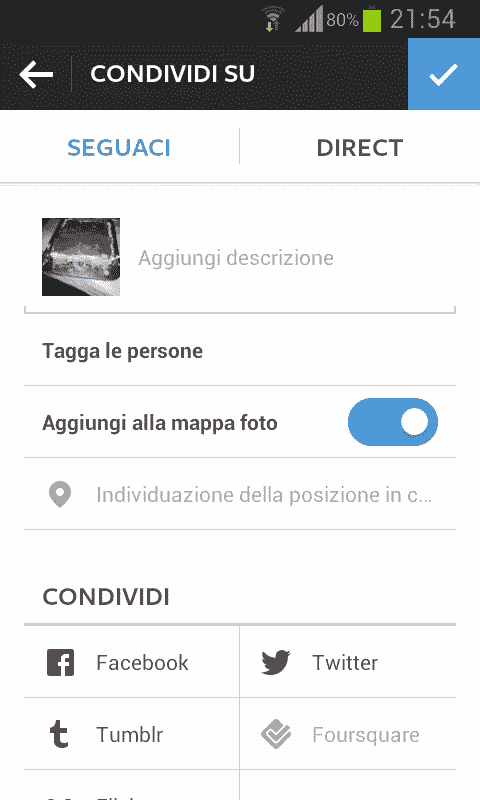 80% 21:54
CONDIVIDI SU
SEGUACI DIRECT
Aggiungi descrizione
Tagga le persone
Aggiungi alla mappa foto
Individuazione della posizione in c...
CONDIVIDI
Facebook Twitter
Tumblr Foursquare